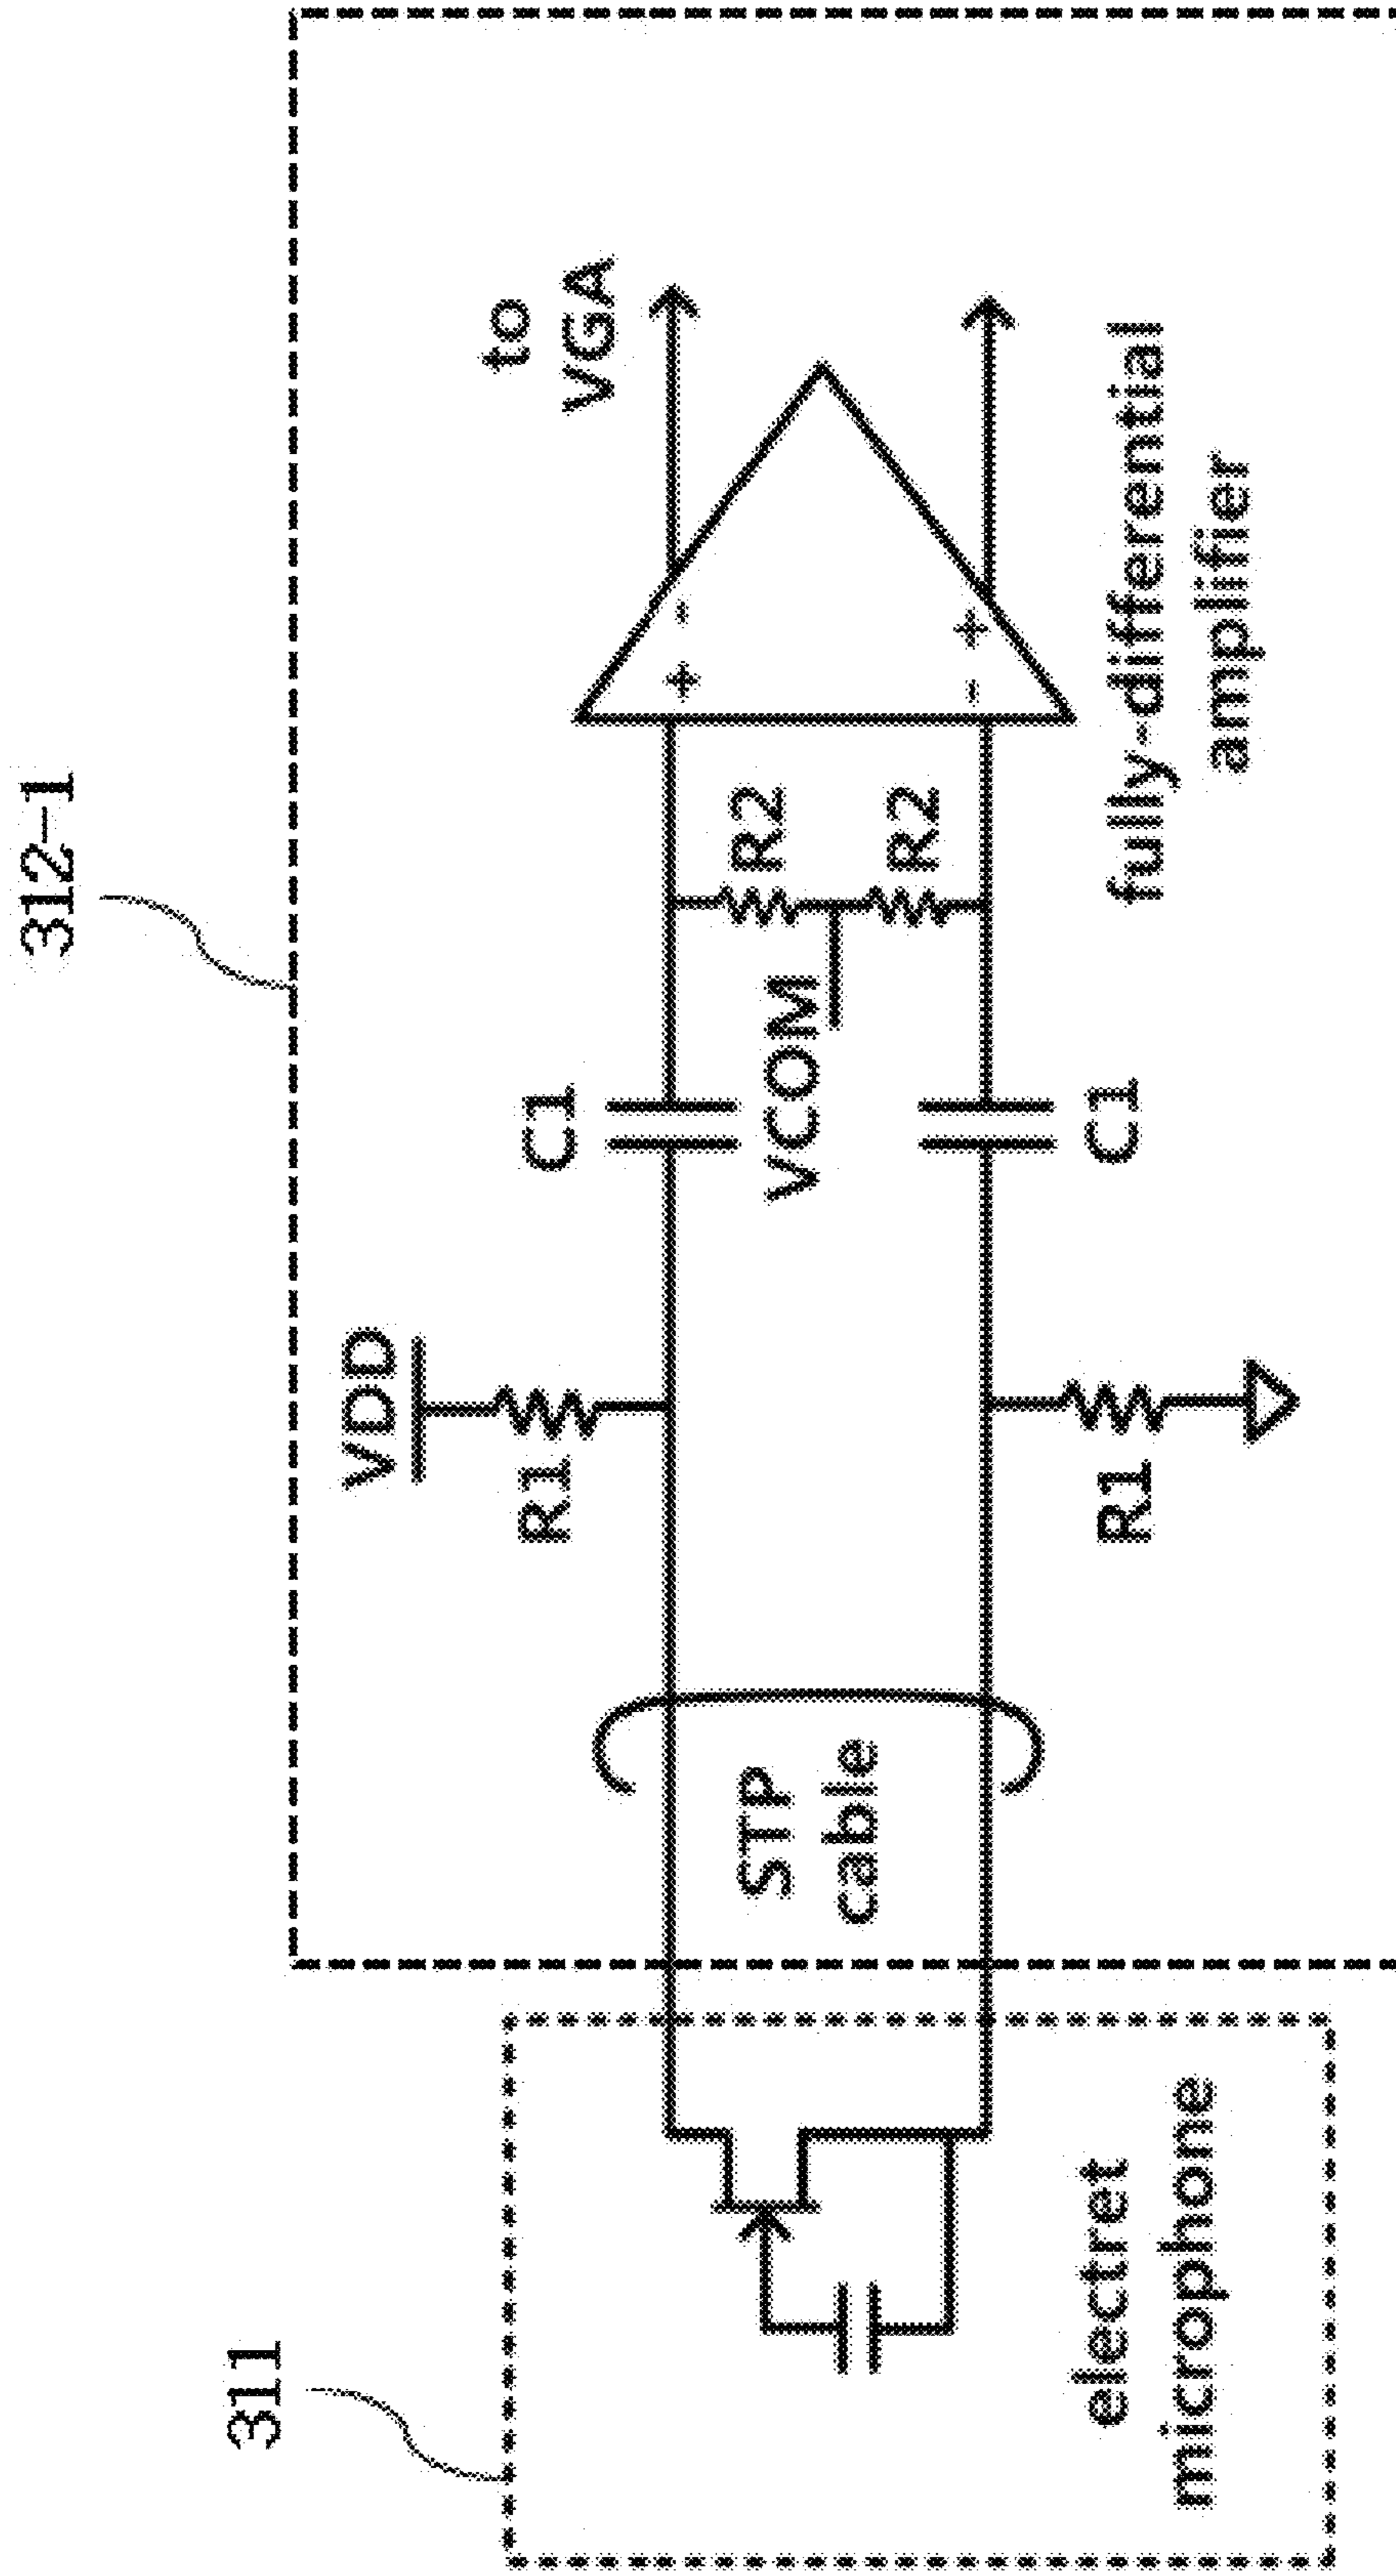 312-1
311
VDD
R1
C1
to
VGA
+
-
STP
cable
VCOM
R2
R2
-
+
R1
C1
electret
microphone
fully-differential
amplifier